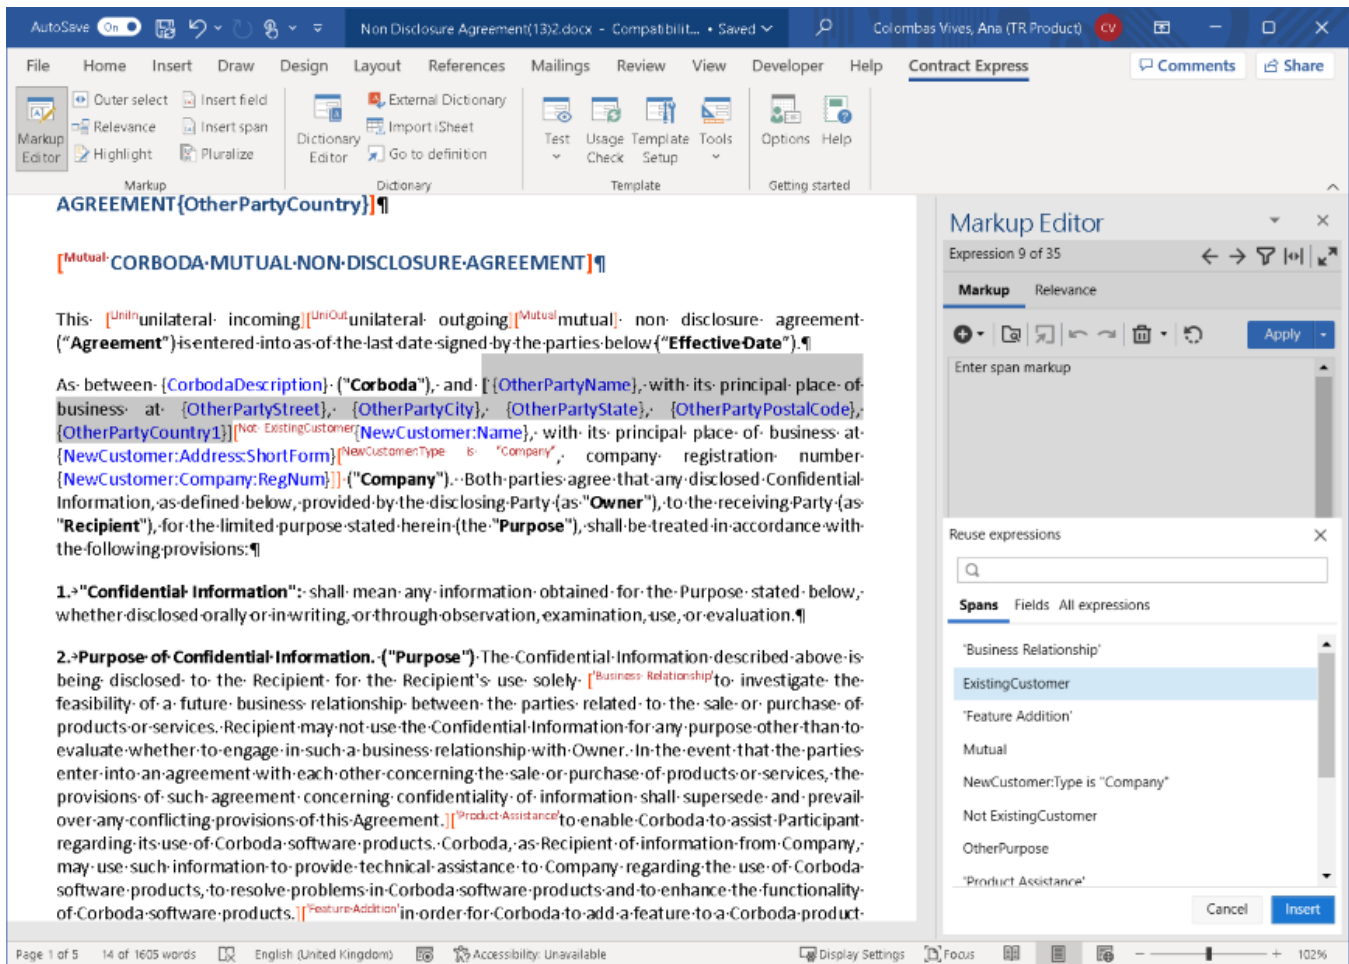 AutoSave On Non Disclosure Agreement(13)2.docx - Compatibilit... • Saved Colombas Vives, Ana (TR Product) CV
File Home Insert Draw Design Layout References Mailings Review View Developer Help Contract Express Comments Share
Markup Editor
Outer select
Relevance
Highlight
Insert field
Insert span
Pluralize
Markup
Dictionary Editor
External Dictionary
Import iSheet
Go to definition
Dictionary
Test
Usage Check
Template Setup
Tools
Template
Options
Help
Getting started
AGREEMENT{OtherPartyCountry}]¶
[Mutual CORBODA MUTUAL NON DISCLOSURE AGREEMENT]¶
This [UniIn unilateral incoming][UniOut unilateral outgoing][Mutual mutual] non disclosure agreement
("Agreement") is entered into as of the last date signed by the parties below ("Effective Date").¶
As between {CorbodaDescription} ("Corboda"), and [{OtherPartyName}, with its principal place of
business at {OtherPartyStreet}, {OtherPartyCity}, {OtherPartyState}, {OtherPartyPostalCode},
{OtherPartyCountry1}][Not ExistingCustomer{NewCustomer:Name}, with its principal place of business at
{NewCustomer:Address:ShortForm}[NewCustomer:Type is "Company", company registration number
{NewCustomer:Company:RegNum}]] ("Company"). Both parties agree that any disclosed Confidential
Information, as defined below, provided by the disclosing Party (as "Owner"), to the receiving Party (as
"Recipient"), for the limited purpose stated herein (the "Purpose"), shall be treated in accordance with
the following provisions:¶
1. "Confidential Information": shall mean any information obtained for the Purpose stated below,
whether disclosed orally or in writing, or through observation, examination, use, or evaluation.¶
2. Purpose of Confidential Information. ("Purpose") The Confidential Information described above is
being disclosed to the Recipient for the Recipient's use solely ['Business Relationship' to investigate the
feasibility of a future business relationship between the parties related to the sale or purchase of
products or services. Recipient may not use the Confidential Information for any purpose other than to
evaluate whether to engage in such a business relationship with Owner. In the event that the parties
enter into an agreement with each other concerning the sale or purchase of products or services, the
provisions of such agreement concerning confidentiality of information shall supersede and prevail
over any conflicting provisions of this Agreement.]['Product Assistance' to enable Corboda to assist Participant
regarding its use of Corboda software products. Corboda, as Recipient of information from Company,
may use such information to provide technical assistance to Company regarding the use of Corboda
software products, to resolve problems in Corboda software products and to enhance the functionality
of Corboda software products.]['Feature Addition' in order for Corboda to add a feature to a Corboda product
Markup Editor
Expression 9 of 35
Markup Relevance
Apply
Enter span markup
Reuse expressions
Spans Fields All expressions
'Business Relationship'
ExistingCustomer
'Feature Addition'
Mutual
NewCustomer:Type is "Company"
Not ExistingCustomer
OtherPurpose
'Product Assistance'
Cancel Insert
Page 1 of 5 14 of 1605 words English (United Kingdom) Accessibility: Unavailable Display Settings Focus 102%